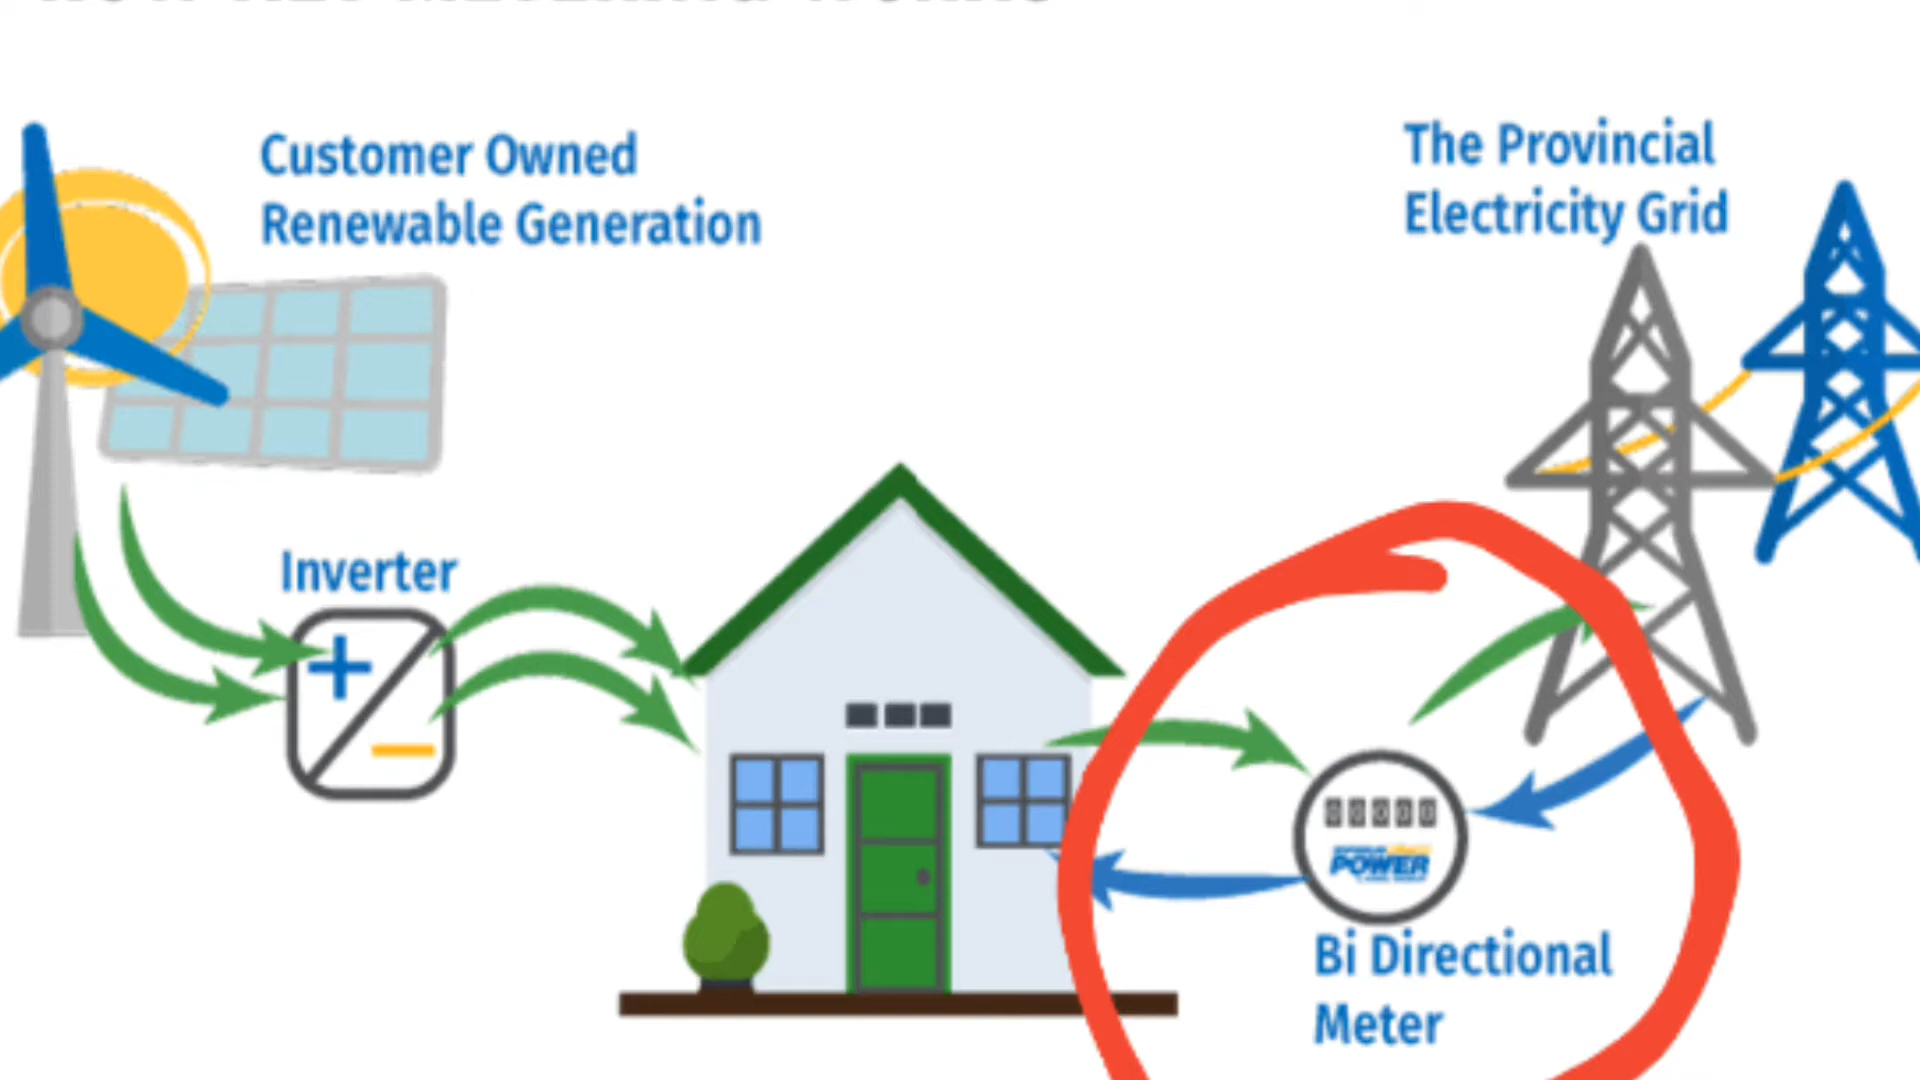 Customer Owned
Renewable Generation
The Provincial
Electricity Grid
Inverter
POWER
Bi Directional
Meter